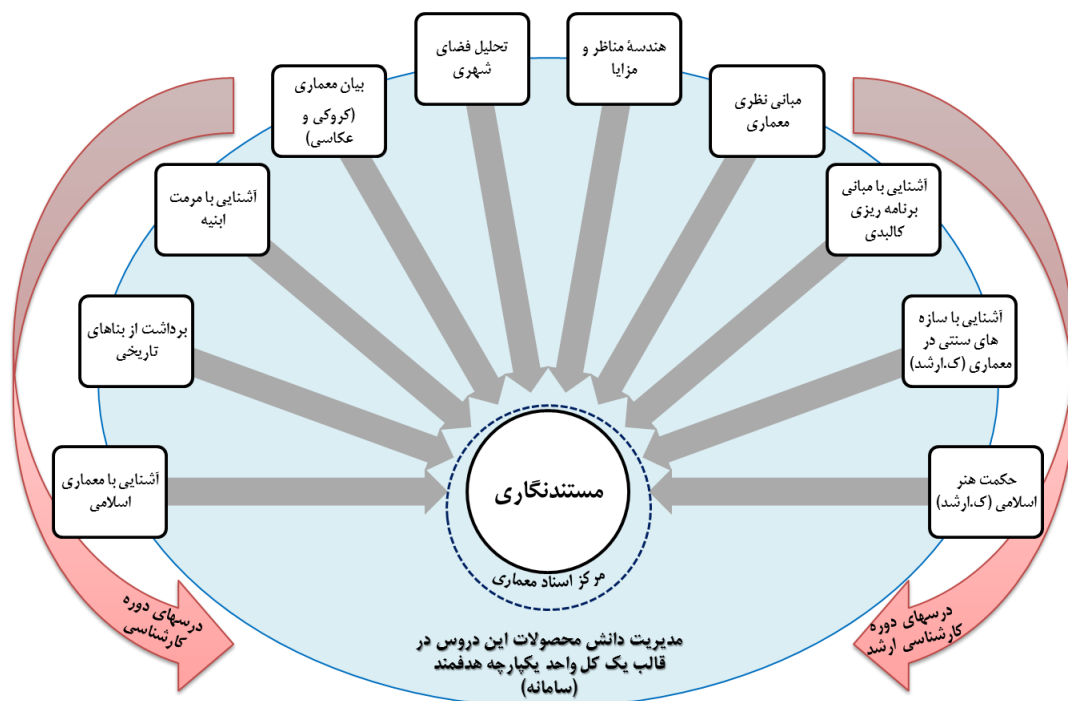 هندسۀ مناظر و
مزایا
تحلیل فضای
شهری
مبانی نظری
معماری
بیان معماری
(کروکی و
عکاسی)
آشنایی با مبانی
برنامه ریزی
کالبدی
آشنایی با مرمت
ابنیه
آشنایی با سازه
های سنتی در
معماری (ک.ارشد)
برداشت از بناهای
تاریخی
حکمت هنر
اسلامی (ک.ارشد)
آشنایی با معماری
اسلامی
مستندنگاری
مرکز اسناد معماری
درسهای دوره
کارشناسی ارشد
درسهای دوره
کارشناسی
مدیریت دانش محصولات این دروس در
قالب یک کل واحد یکپارچه هدفمند
(سامانه)